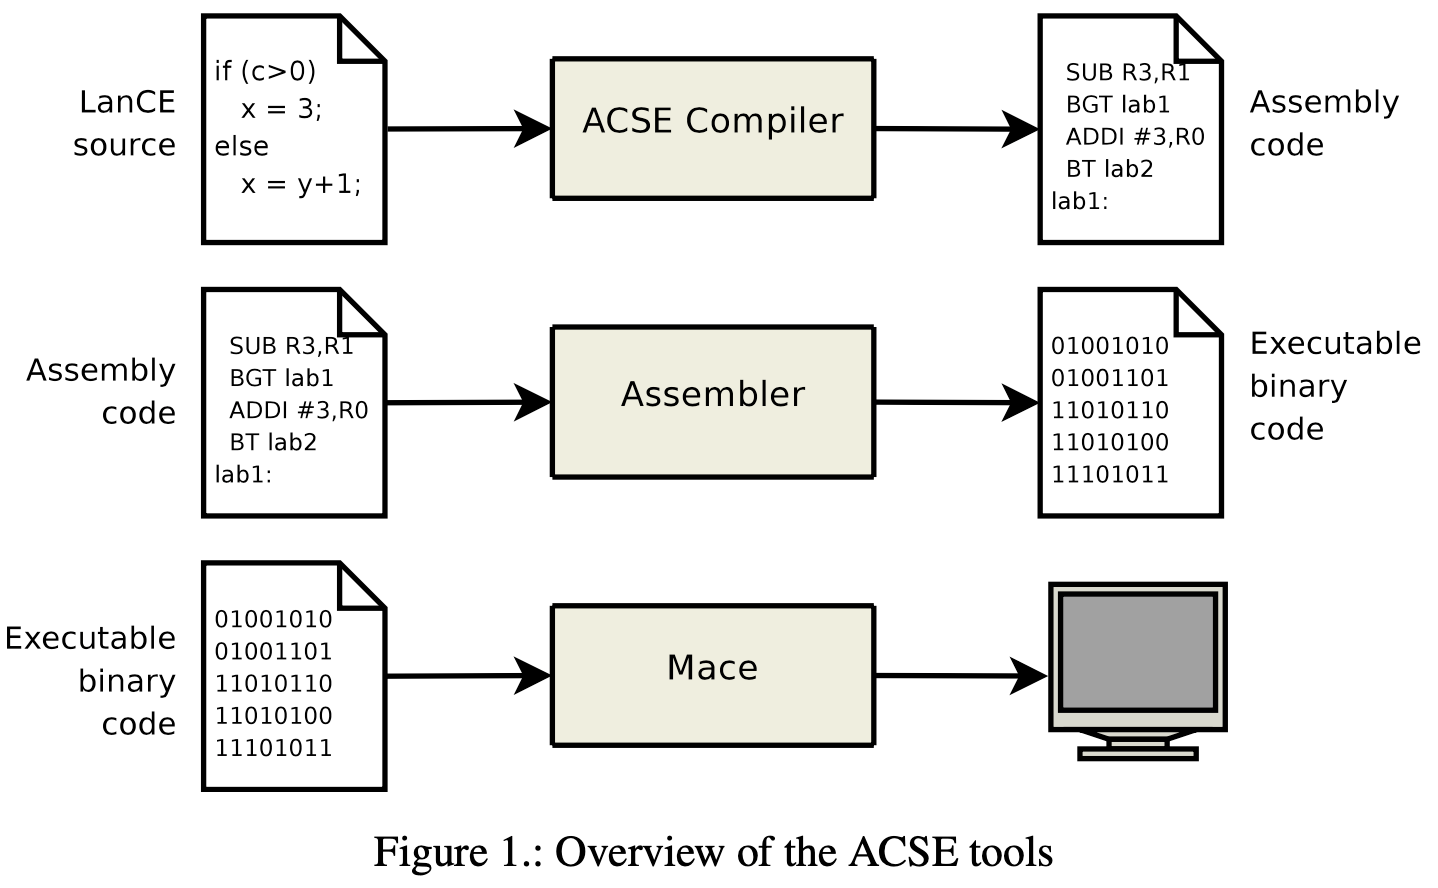 LanCE
source
if (c>0)
x = 3;
else
x = y+1;
ACSE Compiler
SUB R3,R1
BGT lab1
ADDI #3,R0
BT lab2
lab1:
Assembly
code
Assembly
code
SUB R3,R1
BGT lab1
ADDI #3,R0
BT lab2
lab1:
Assembler
01001010
01001101
11010110
11010100
11101011
Executable
binary
code
Executable
binary
code
01001010
01001101
11010110
11010100
11101011
Mace
Figure 1.: Overview of the ACSE tools